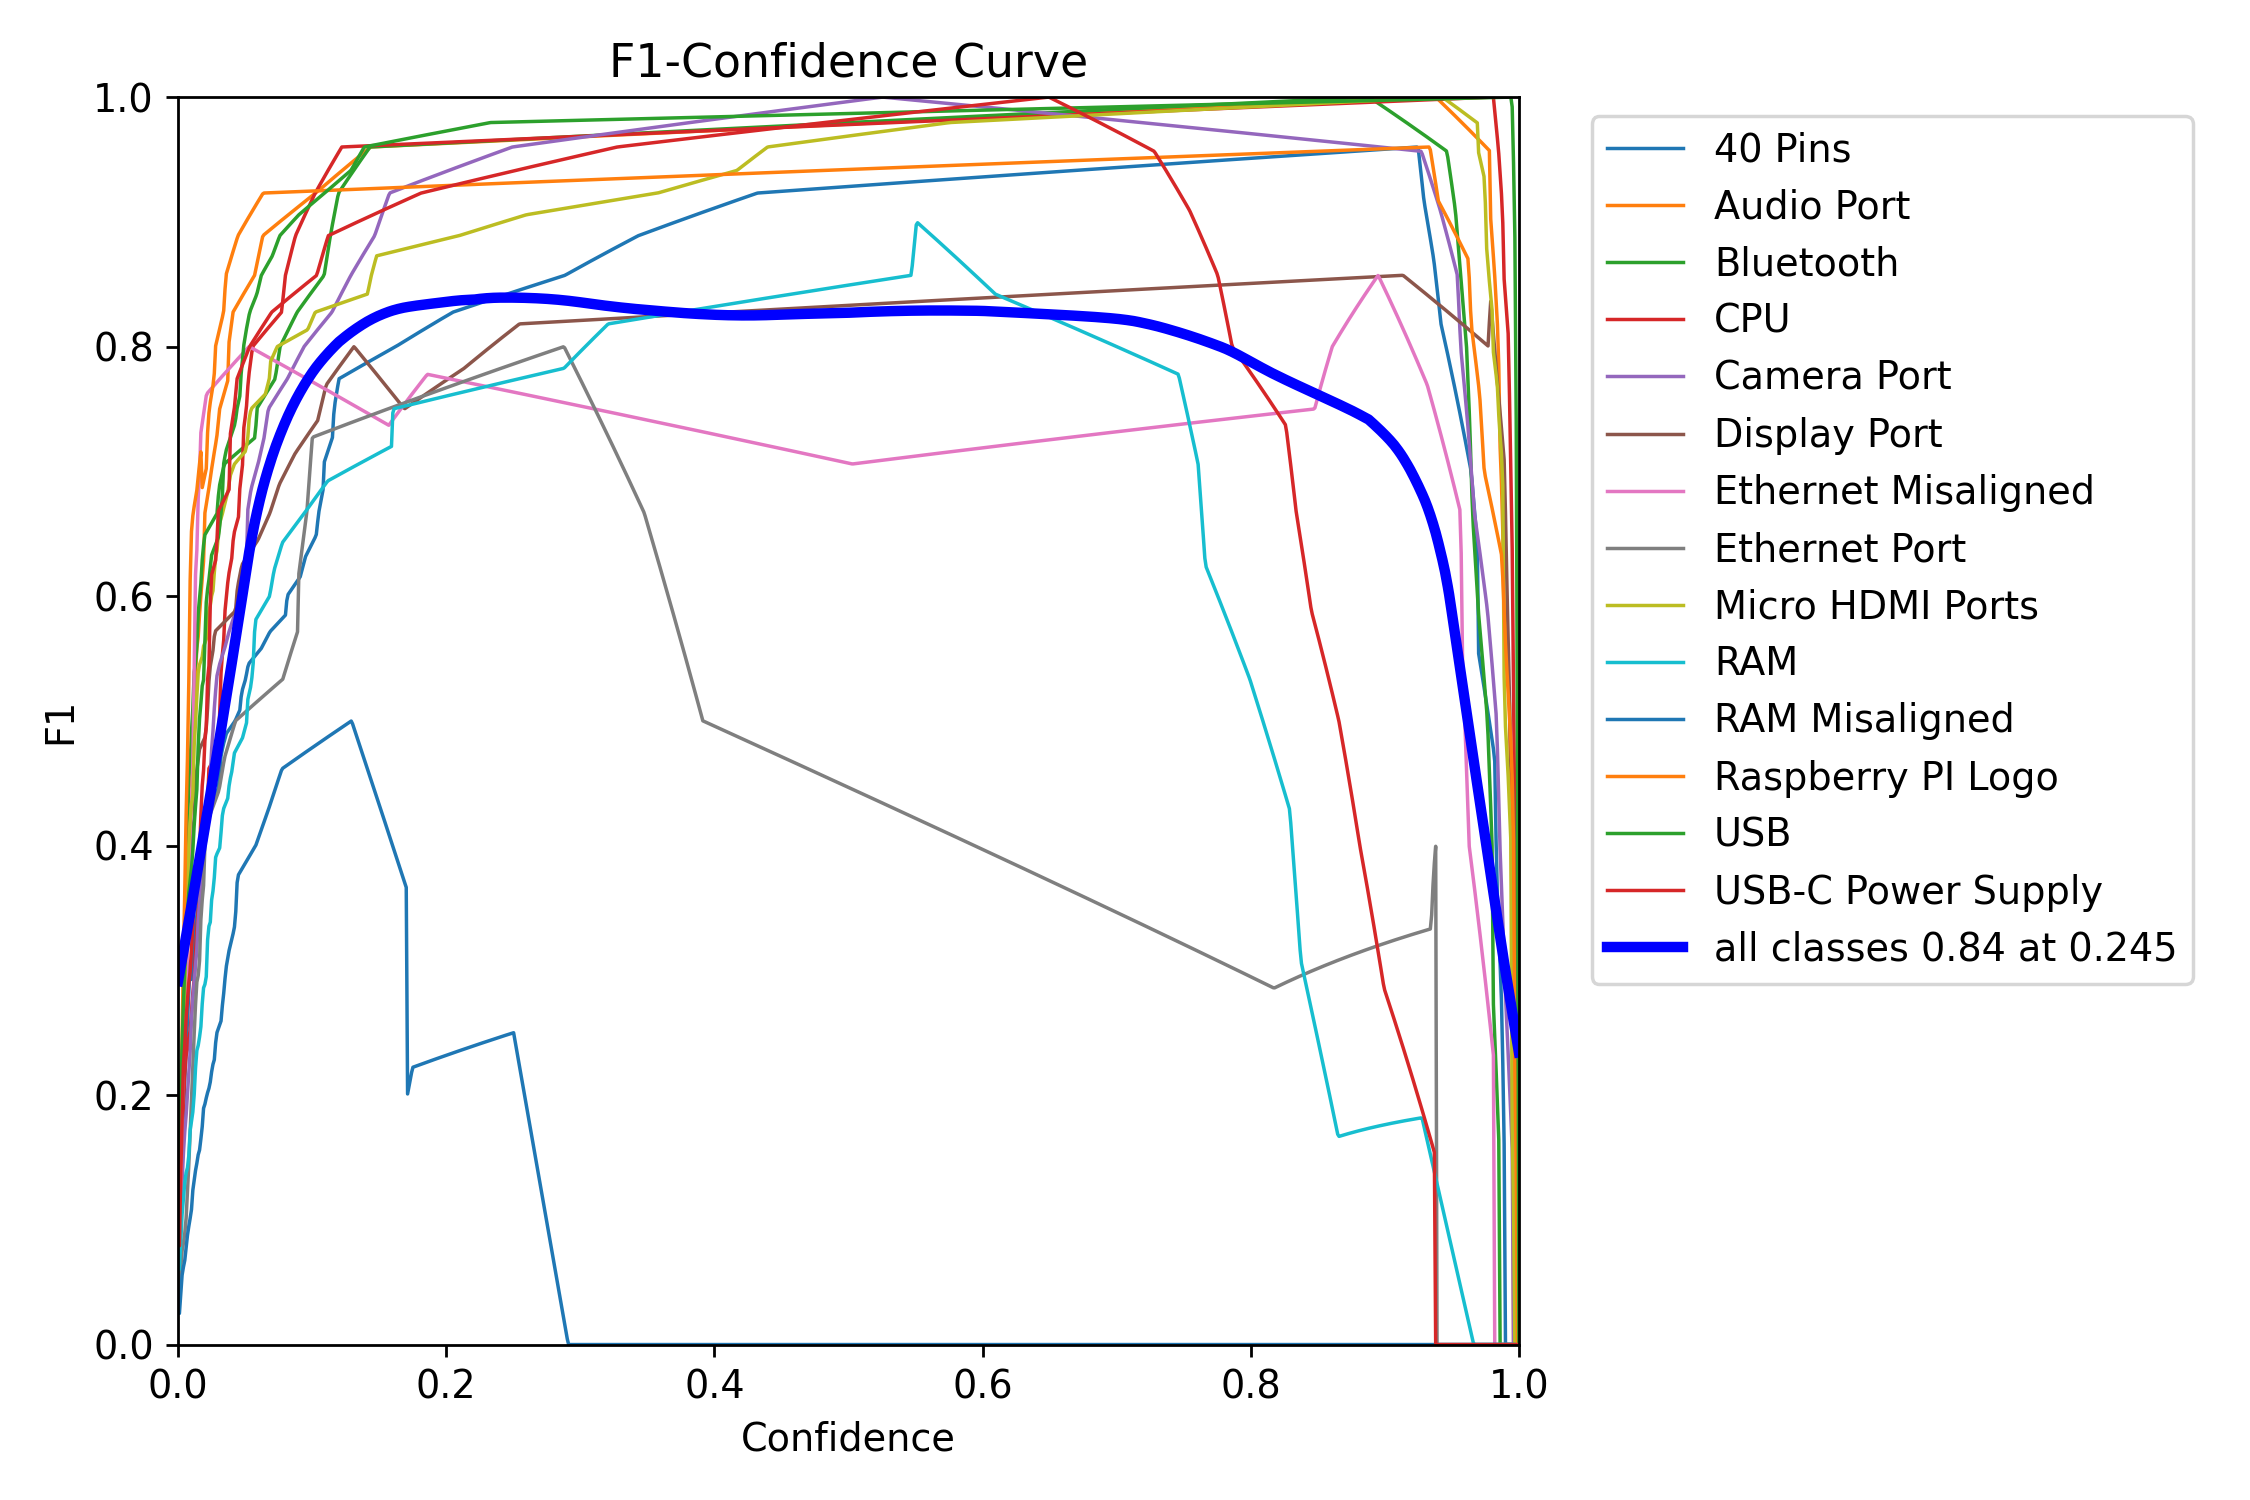 F1-Confidence Curve
1.0
0.8
0.6
0.4
0.2
0.0
F1
0.0 0.2 0.4 0.6 0.8 1.0
Confidence
40 Pins
Audio Port
Bluetooth
CPU
Camera Port
Display Port
Ethernet Misaligned
Ethernet Port
Micro HDMI Ports
RAM
RAM Misaligned
Raspberry PI Logo
USB
USB-C Power Supply
all classes 0.84 at 0.245